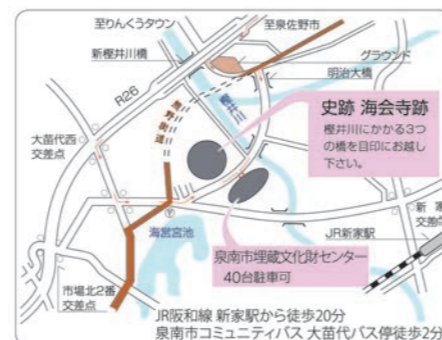 至りんくうタウン
至泉佐野市
新樫井川橋
グラウンド
明治大橋
R26
熊野街道
樫井川
史跡 海会寺跡
樫井川にかかる3つ
の橋を目印にお越し
下さい。
大苗代西
交差点
新 家
交差点
海営宮池
JR新家駅
泉南市埋蔵文化財センター
40台駐車可
市場北2番
交差点
JR阪和線 新家駅から徒歩20分
泉南市コミュニティバス 大苗代バス停徒歩2分